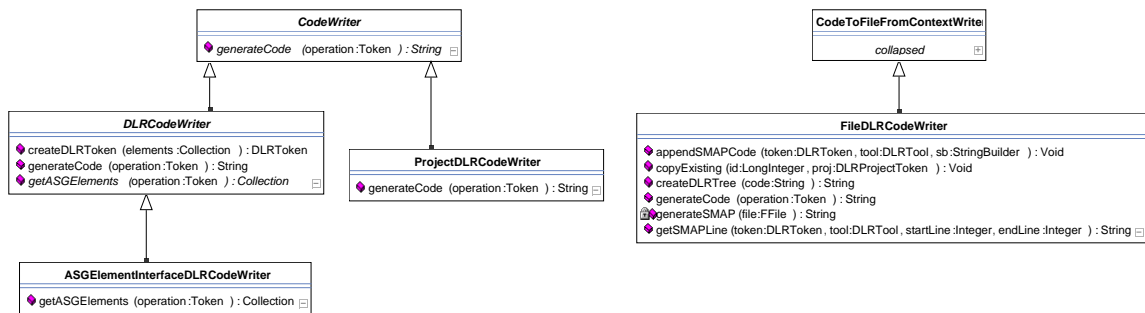 CodeWriter
generateCode (operation :Token ) : String
CodeToFileFromContextWriter
collapsed
DLRCodeWriter
createDLRToken (elements :Collection ) : DLRToken
generateCode (operation :Token ) : String
getASGElements (operation :Token ) : Collection
ProjectDLRCodeWriter
generateCode (operation :Token ) : String
FileDLRCodeWriter
appendSMAPCode (token :DLRToken , tool :DLRTool , sb :StringBuilder ) : Void
copyExisting (id :LongInteger , proj :DLRProjectToken ) : Void
createDLRTree (code :String ) : String
generateCode (operation :Token ) : String
generateSMAP (file :FFile ) : String
getSMAPLine (token :DLRToken , tool :DLRTool , startLine :Integer , endLine :Integer ) : String
ASGElementInterfaceDLRCodeWriter
getASGElements (operation :Token ) : Collection